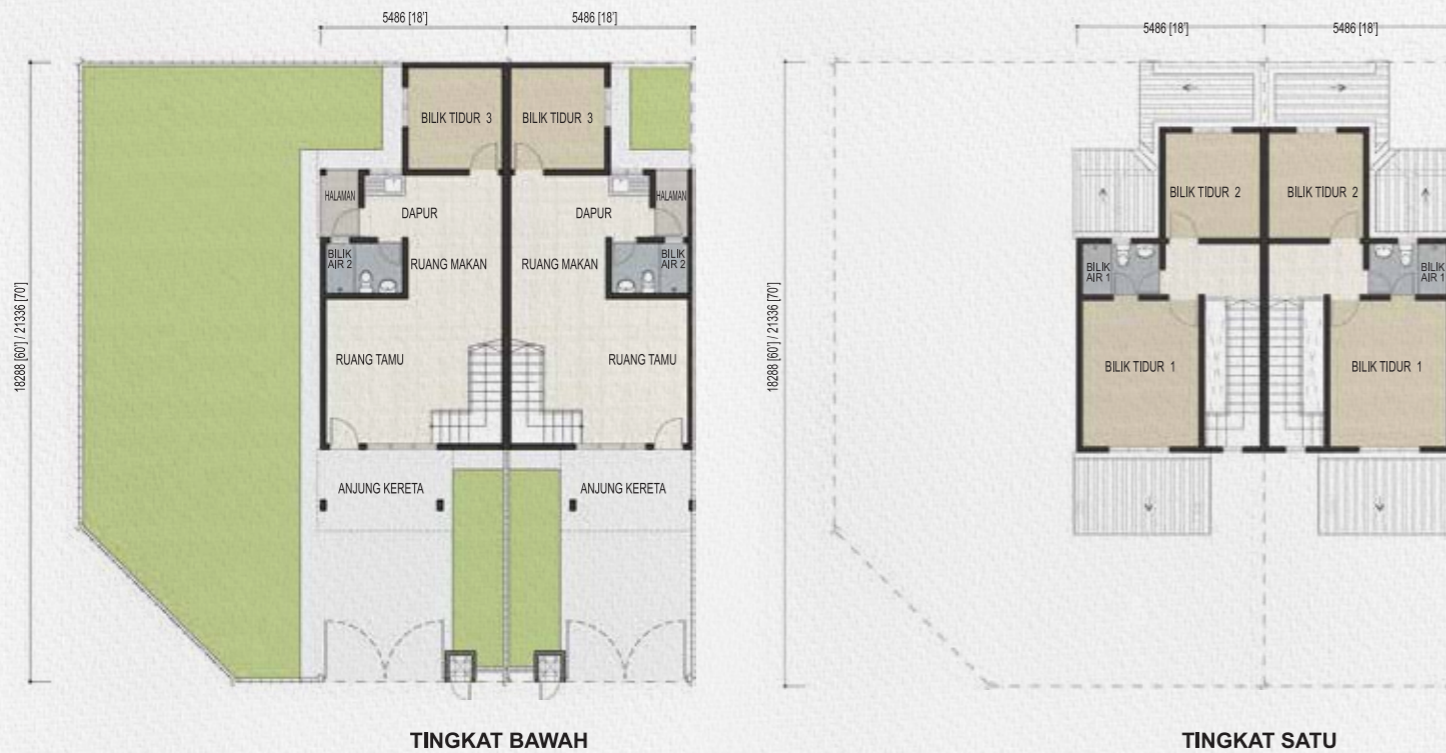 5486 [18']
5486 [18']
18288 [60'] / 21336 [70']
BILIK TIDUR 3
BILIK TIDUR 3
HALAMAN
DAPUR
DAPUR
HALAMAN
BILIK
AIR 2
RUANG MAKAN
RUANG MAKAN
BILIK
AIR 2
RUANG TAMU
RUANG TAMU
ANJUNG KERETA
ANJUNG KERETA
TINGKAT BAWAH
5486 [18']
5486 [18']
18288 [60'] / 21336 [70']
BILIK TIDUR 2
BILIK TIDUR 2
BILIK
AIR 1
BILIK
AIR 1
BILIK TIDUR 1
BILIK TIDUR 1
TINGKAT SATU